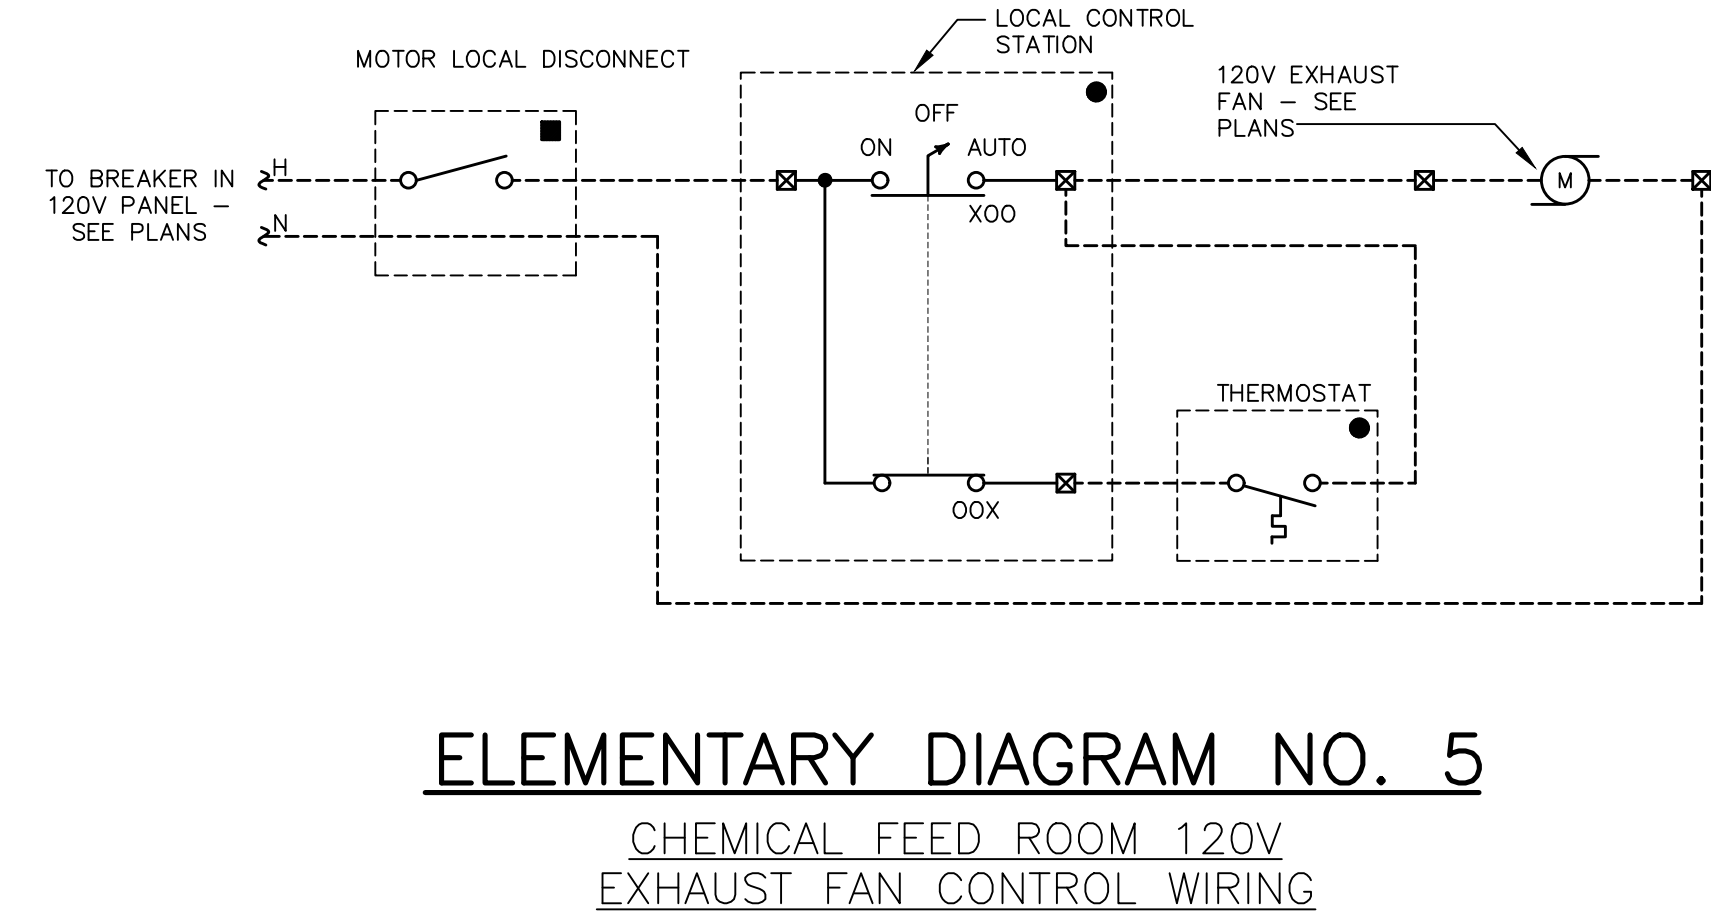 LOCAL CONTROL
STATION
MOTOR LOCAL DISCONNECT
120V EXHAUST
FAN – SEE
PLANS
OFF
ON
AUTO
H
TO BREAKER IN
120V PANEL –
SEE PLANS
N
M
XOO
THERMOSTAT
OOX
ELEMENTARY DIAGRAM NO. 5
CHEMICAL FEED ROOM 120V
EXHAUST FAN CONTROL WIRING